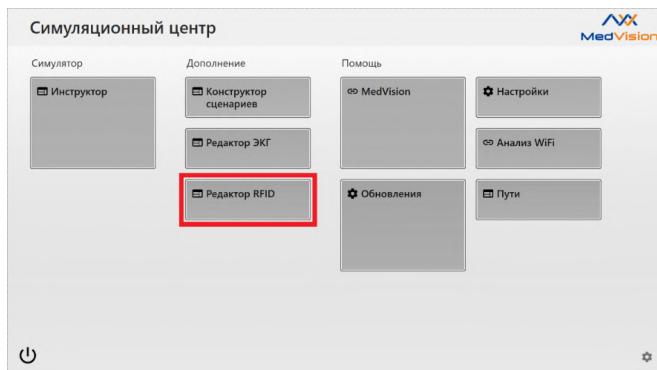 Симуляционный центр
MedVision
Симулятор
Дополнение
Помощь
Инструктор
Конструктор
сценариев
MedVision
Настройки
Редактор ЭКГ
Анализ WiFi
Редактор RFID
Обновления
Пути